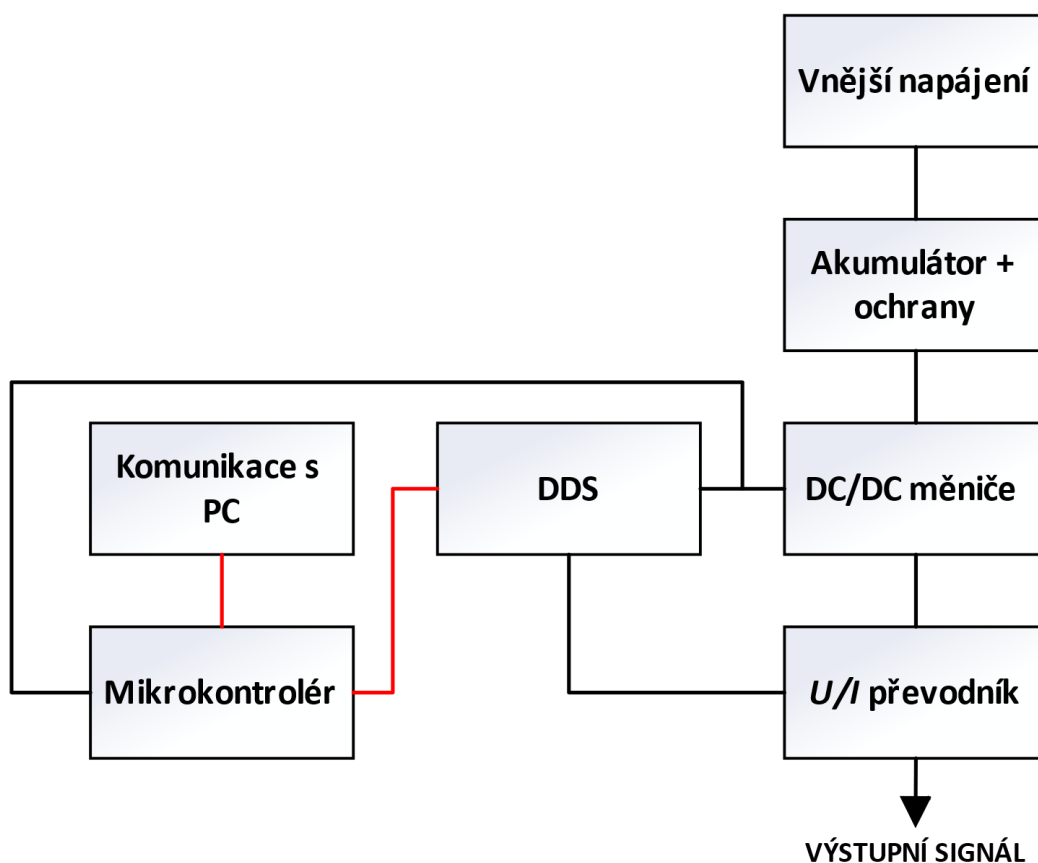 Vnější napájení
Akumulátor +
ochrany
Komunikace s
PC
DDS
DC/DC měniče
Mikrokontrolér
U/I převodník
VÝSTUPNÍ SIGNÁL